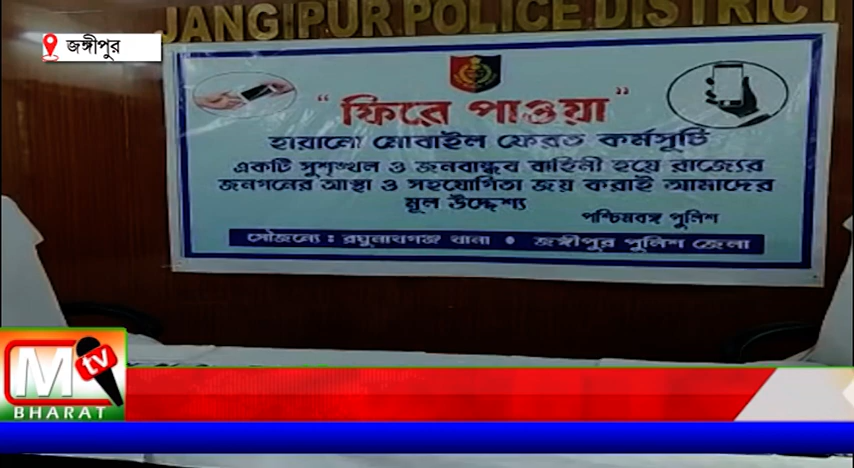 JANGIPUR POLICE DISTRICT
জঙ্গীপুর
"ফিরে পাওয়া"
হারানো মোবাইল ফেরত কর্মসূচি
একটি সুশৃঙ্খল ও জনবান্ধব বাহিনী হয়ে রাজ্যের
জনগনের আস্থা ও সহযোগিতা জয় করাই আমাদের
মূল উদ্দেশ্য
পশ্চিমবঙ্গ পুলিশ
সৌজন্যে : রঘুনাথগঞ্জ থানা • জঙ্গীপুর পুলিশ জেলা
M tv
BHARAT